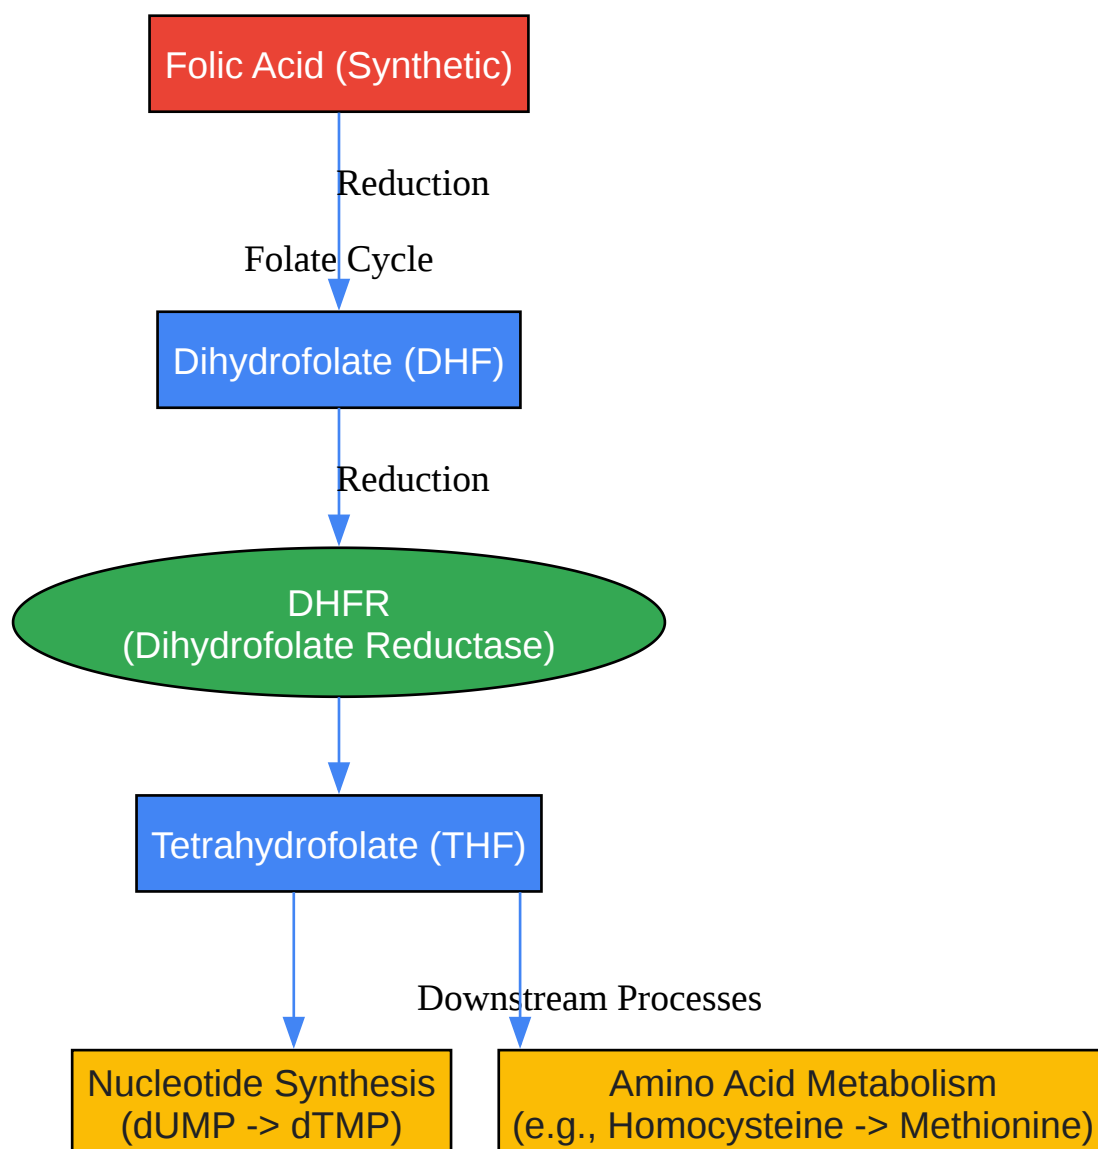 Folic Acid (Synthetic)
Reduction
Folate Cycle
Dihydrofolate (DHF)
Reduction
DHFR
(Dihydrofolate Reductase)
Tetrahydrofolate (THF)
Downstream Processes
Nucleotide Synthesis
(dUMP -> dTMP)
Amino Acid Metabolism
(e.g., Homocysteine -> Methionine)